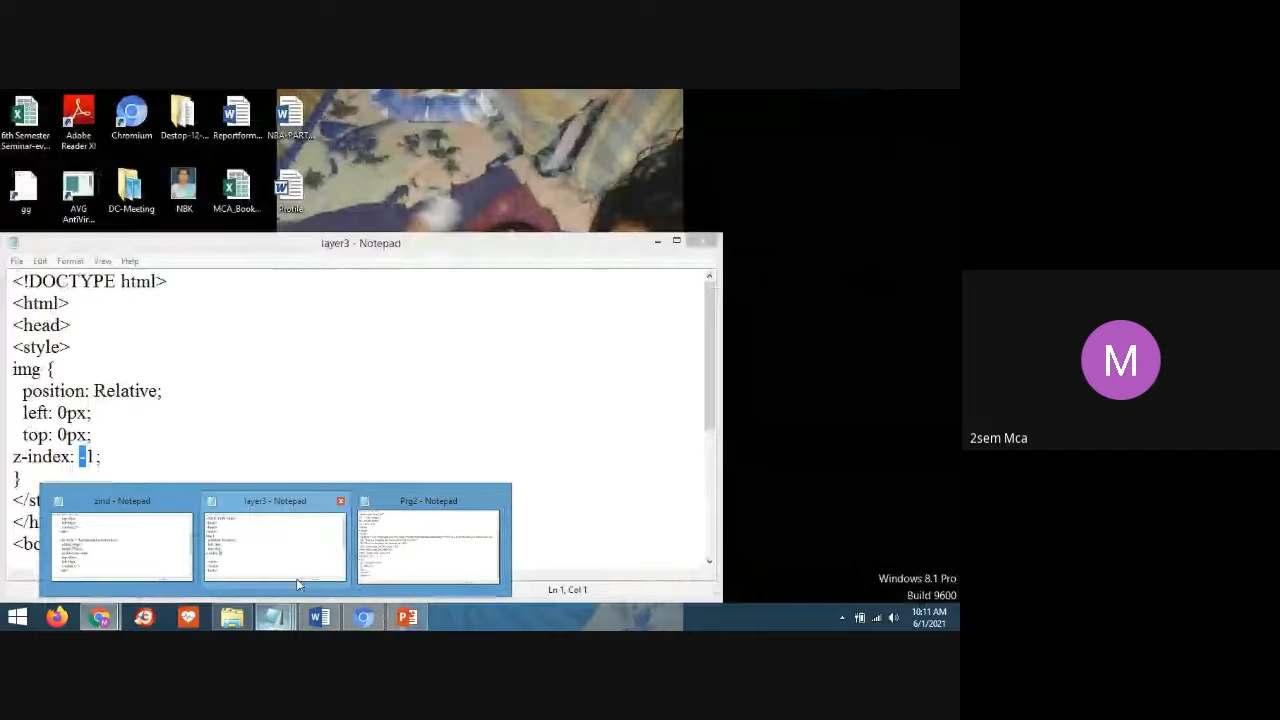 6th Semester
Seminar-ev...
Adobe
Reader XI
Chromium
Destop-12-...
Reportform...
NBA-PART...
gg
AVG
AntiVir...
DC-Meeting
NBK
MCA_Book...
Profile
layer3 - Notepad
File Edit Format View Help
<!DOCTYPE html>
<html>
<head>
<style>
img {
position: Relative;
left: 0px;
top: 0px;
z-index: -1;
}
</st
</h
<bo
zind - Notepad
layer3 - Notepad
Prg2 - Notepad
Ln 1, Col 1
Windows 8.1 Pro
Build 9600
10:11 AM
6/1/2021
M
2sem Mca